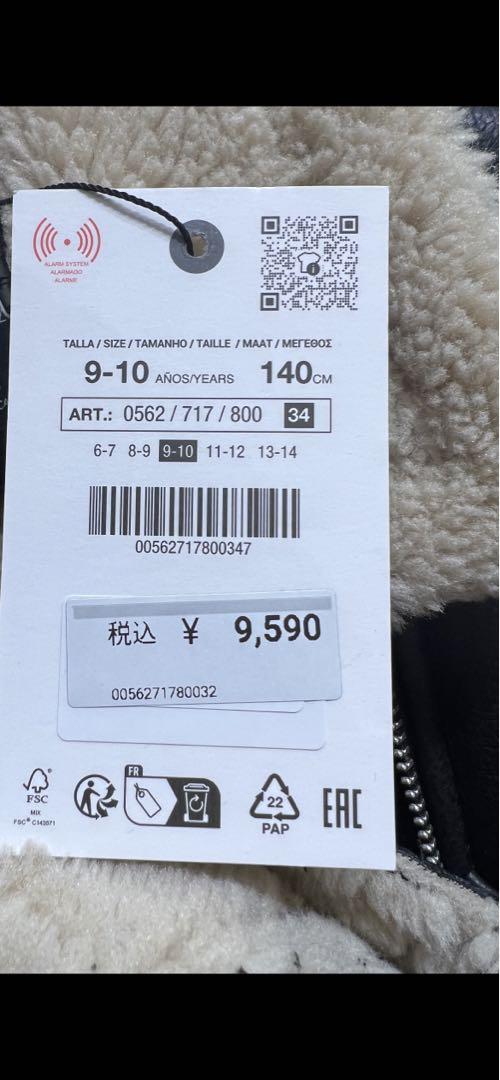 ALARM SYSTEM
ALARMADO
ALARME
TALLA / SIZE / TAMANHO / TAILLE / MAAT / ΜΕΓΕΘΟΣ
9-10 AÑOS/YEARS 140CM
ART.: 0562 / 717 / 800 34
6-7 8-9 9-10 11-12 13-14
00562717800347
税込 ¥ 9,590
0056271780032
FR
FSC
MIX
FSC® C143571
22
PAP
EAC